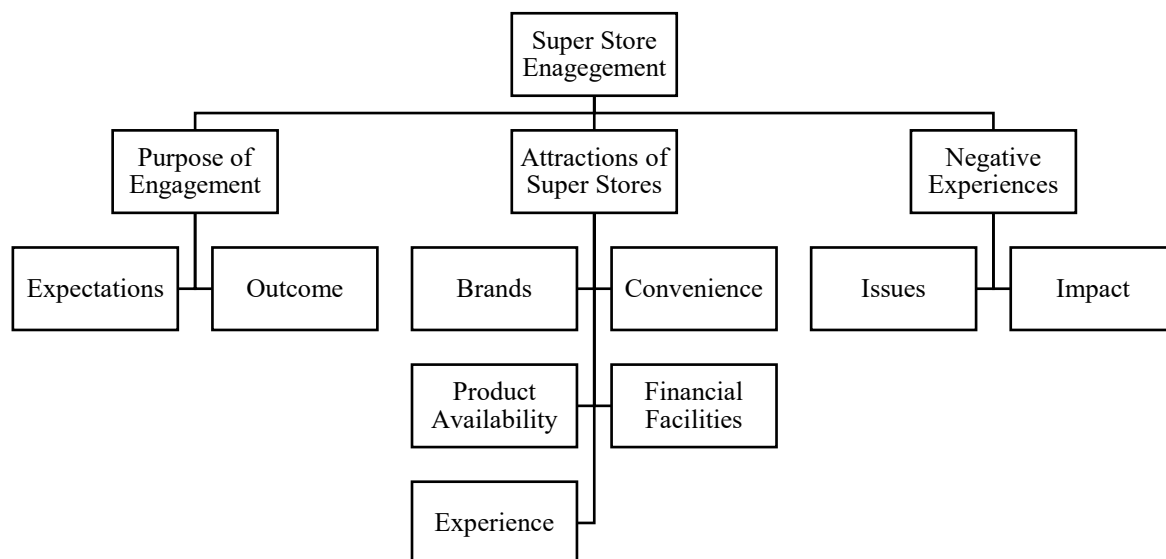 Super Store
Enagegement
Purpose of
Engagement
Attractions of
Super Stores
Negative
Experiences
Expectations
Outcome
Brands
Convenience
Issues
Impact
Product
Availability
Financial
Facilities
Experience